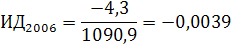 ИД₂₀₀₆ = −4,3 / 1090,9 = −0,0039